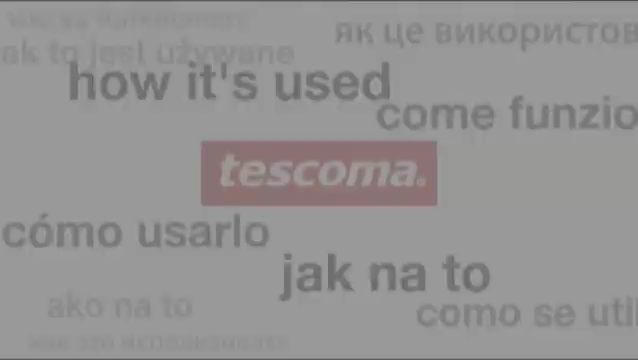 jak to jest używane
як це використов
how it's used
come funzio
tescoma.
cómo usarlo
jak na to
ako na to
como se util